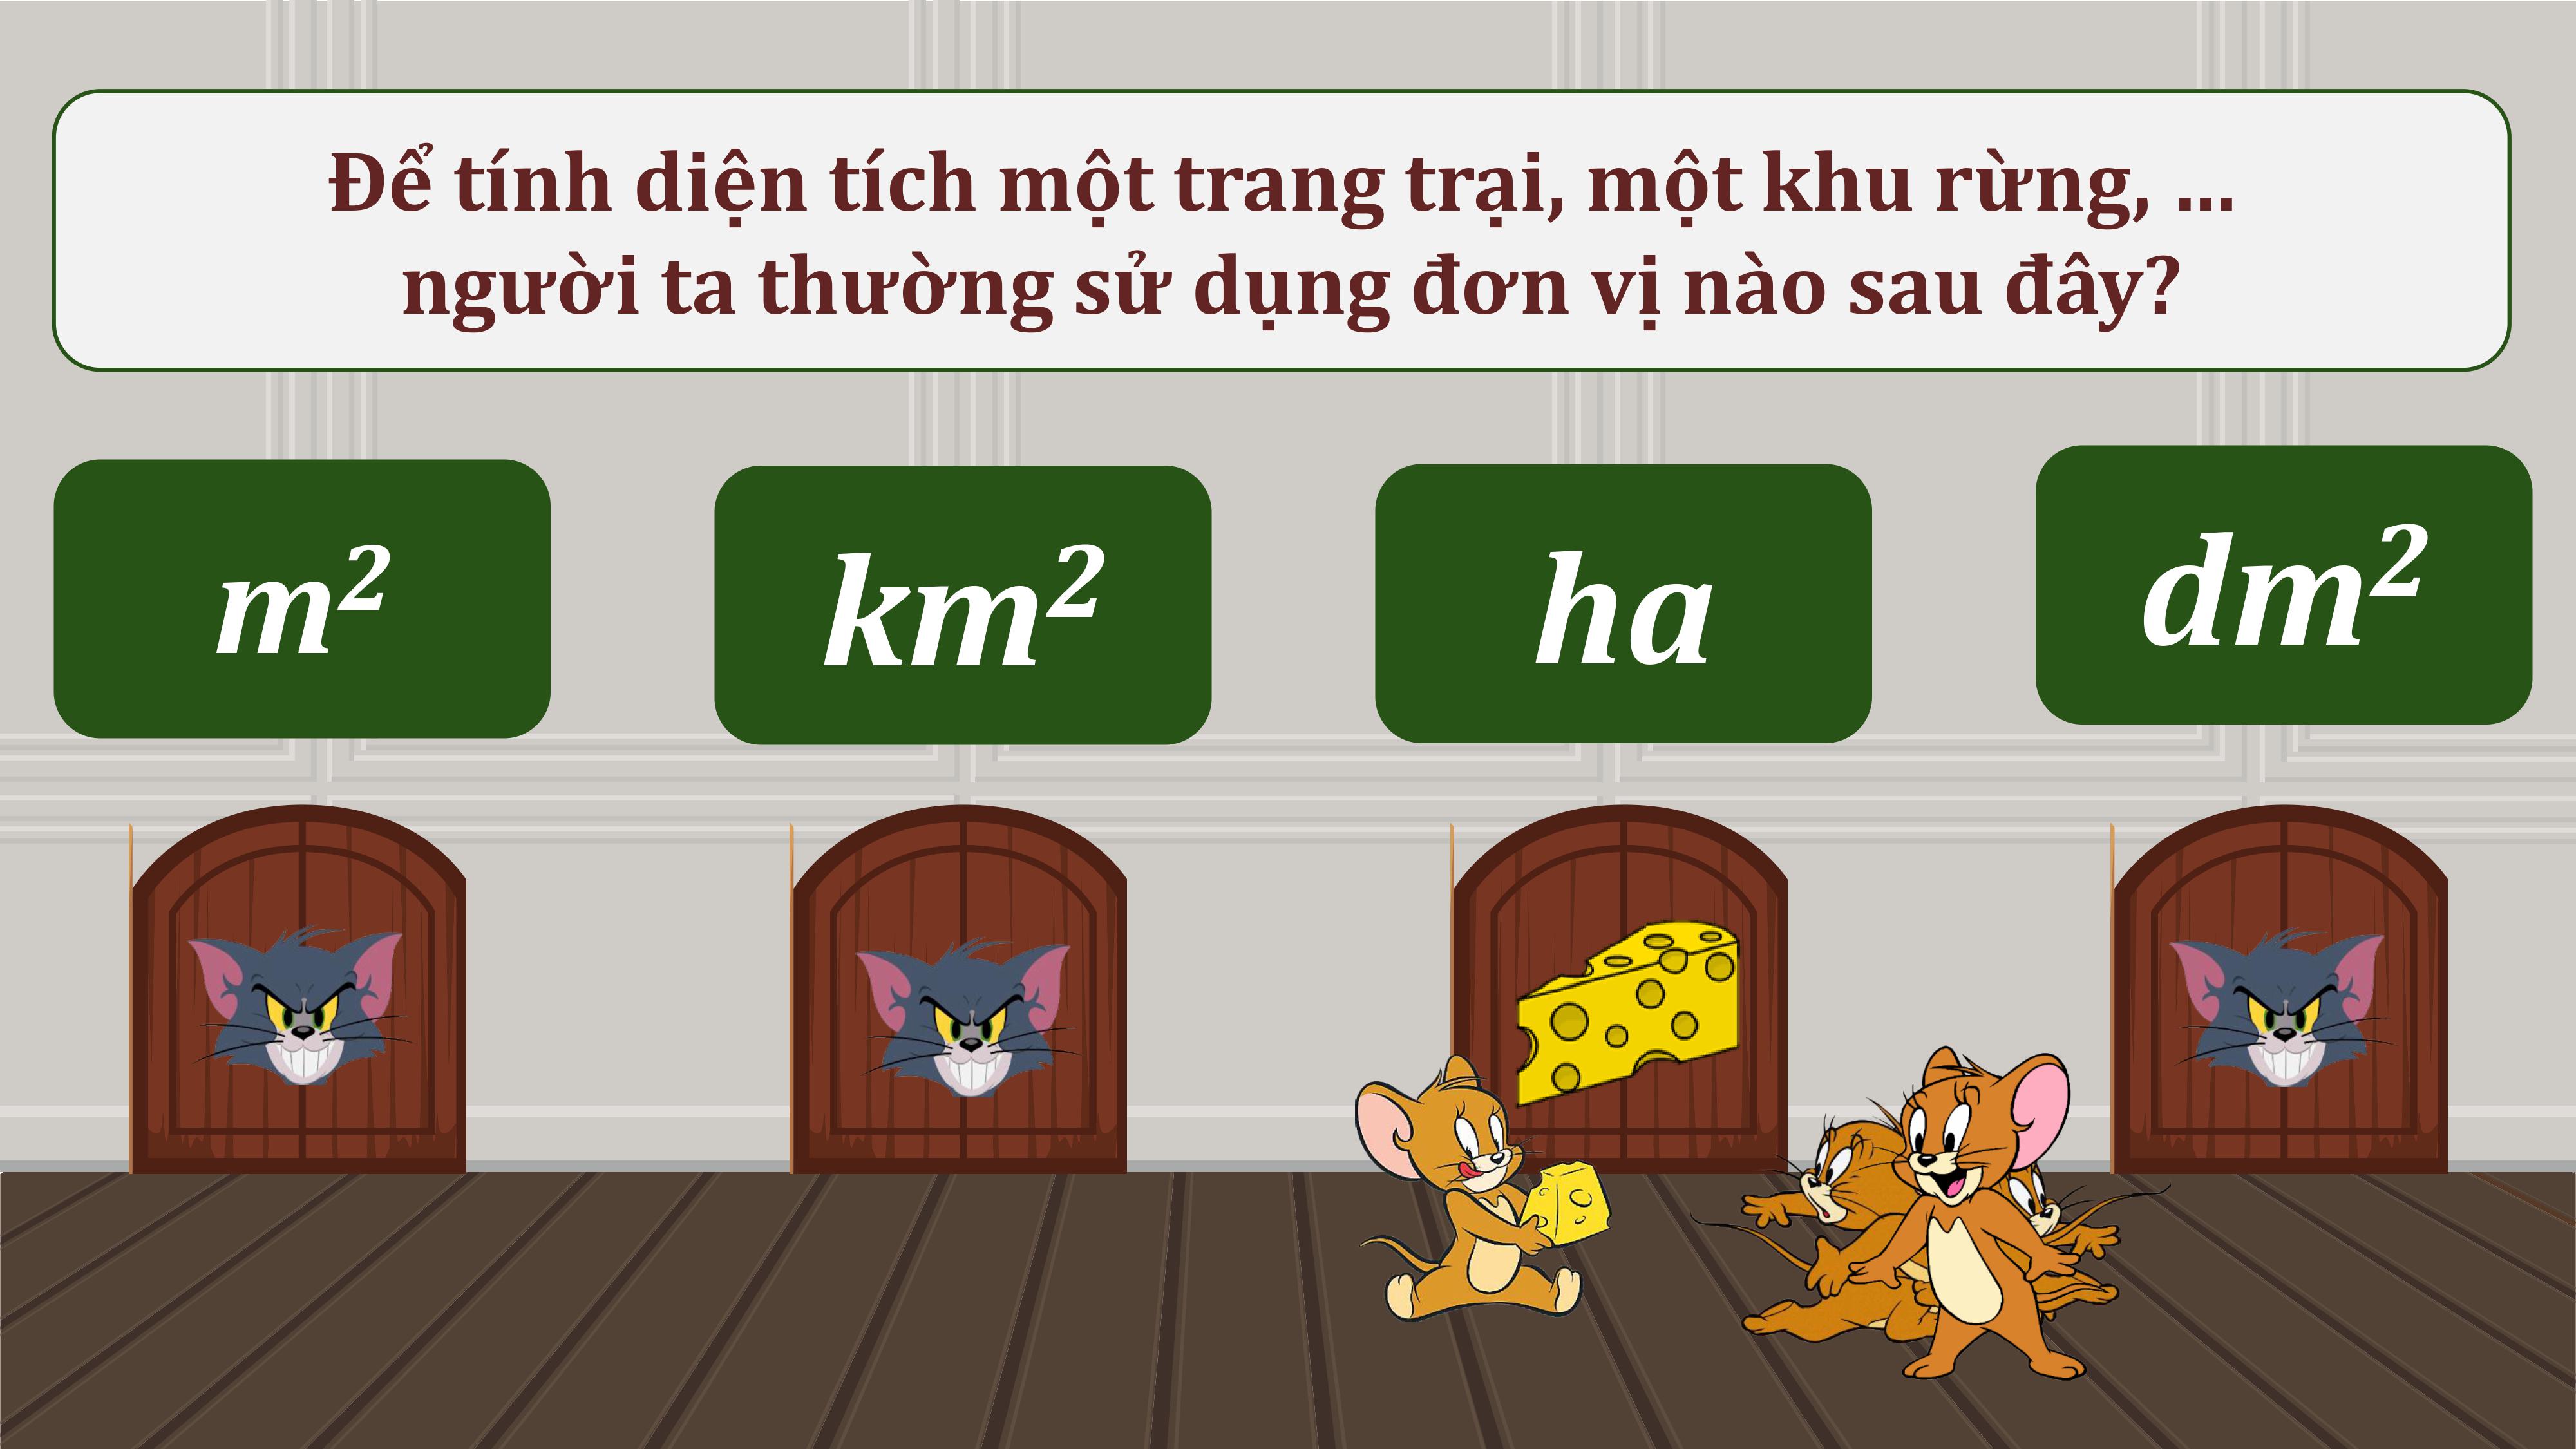 Để tính diện tích một trang trại, một khu rừng, ...
người ta thường sử dụng đơn vị nào sau đây?
m²
km²
ha
dm²